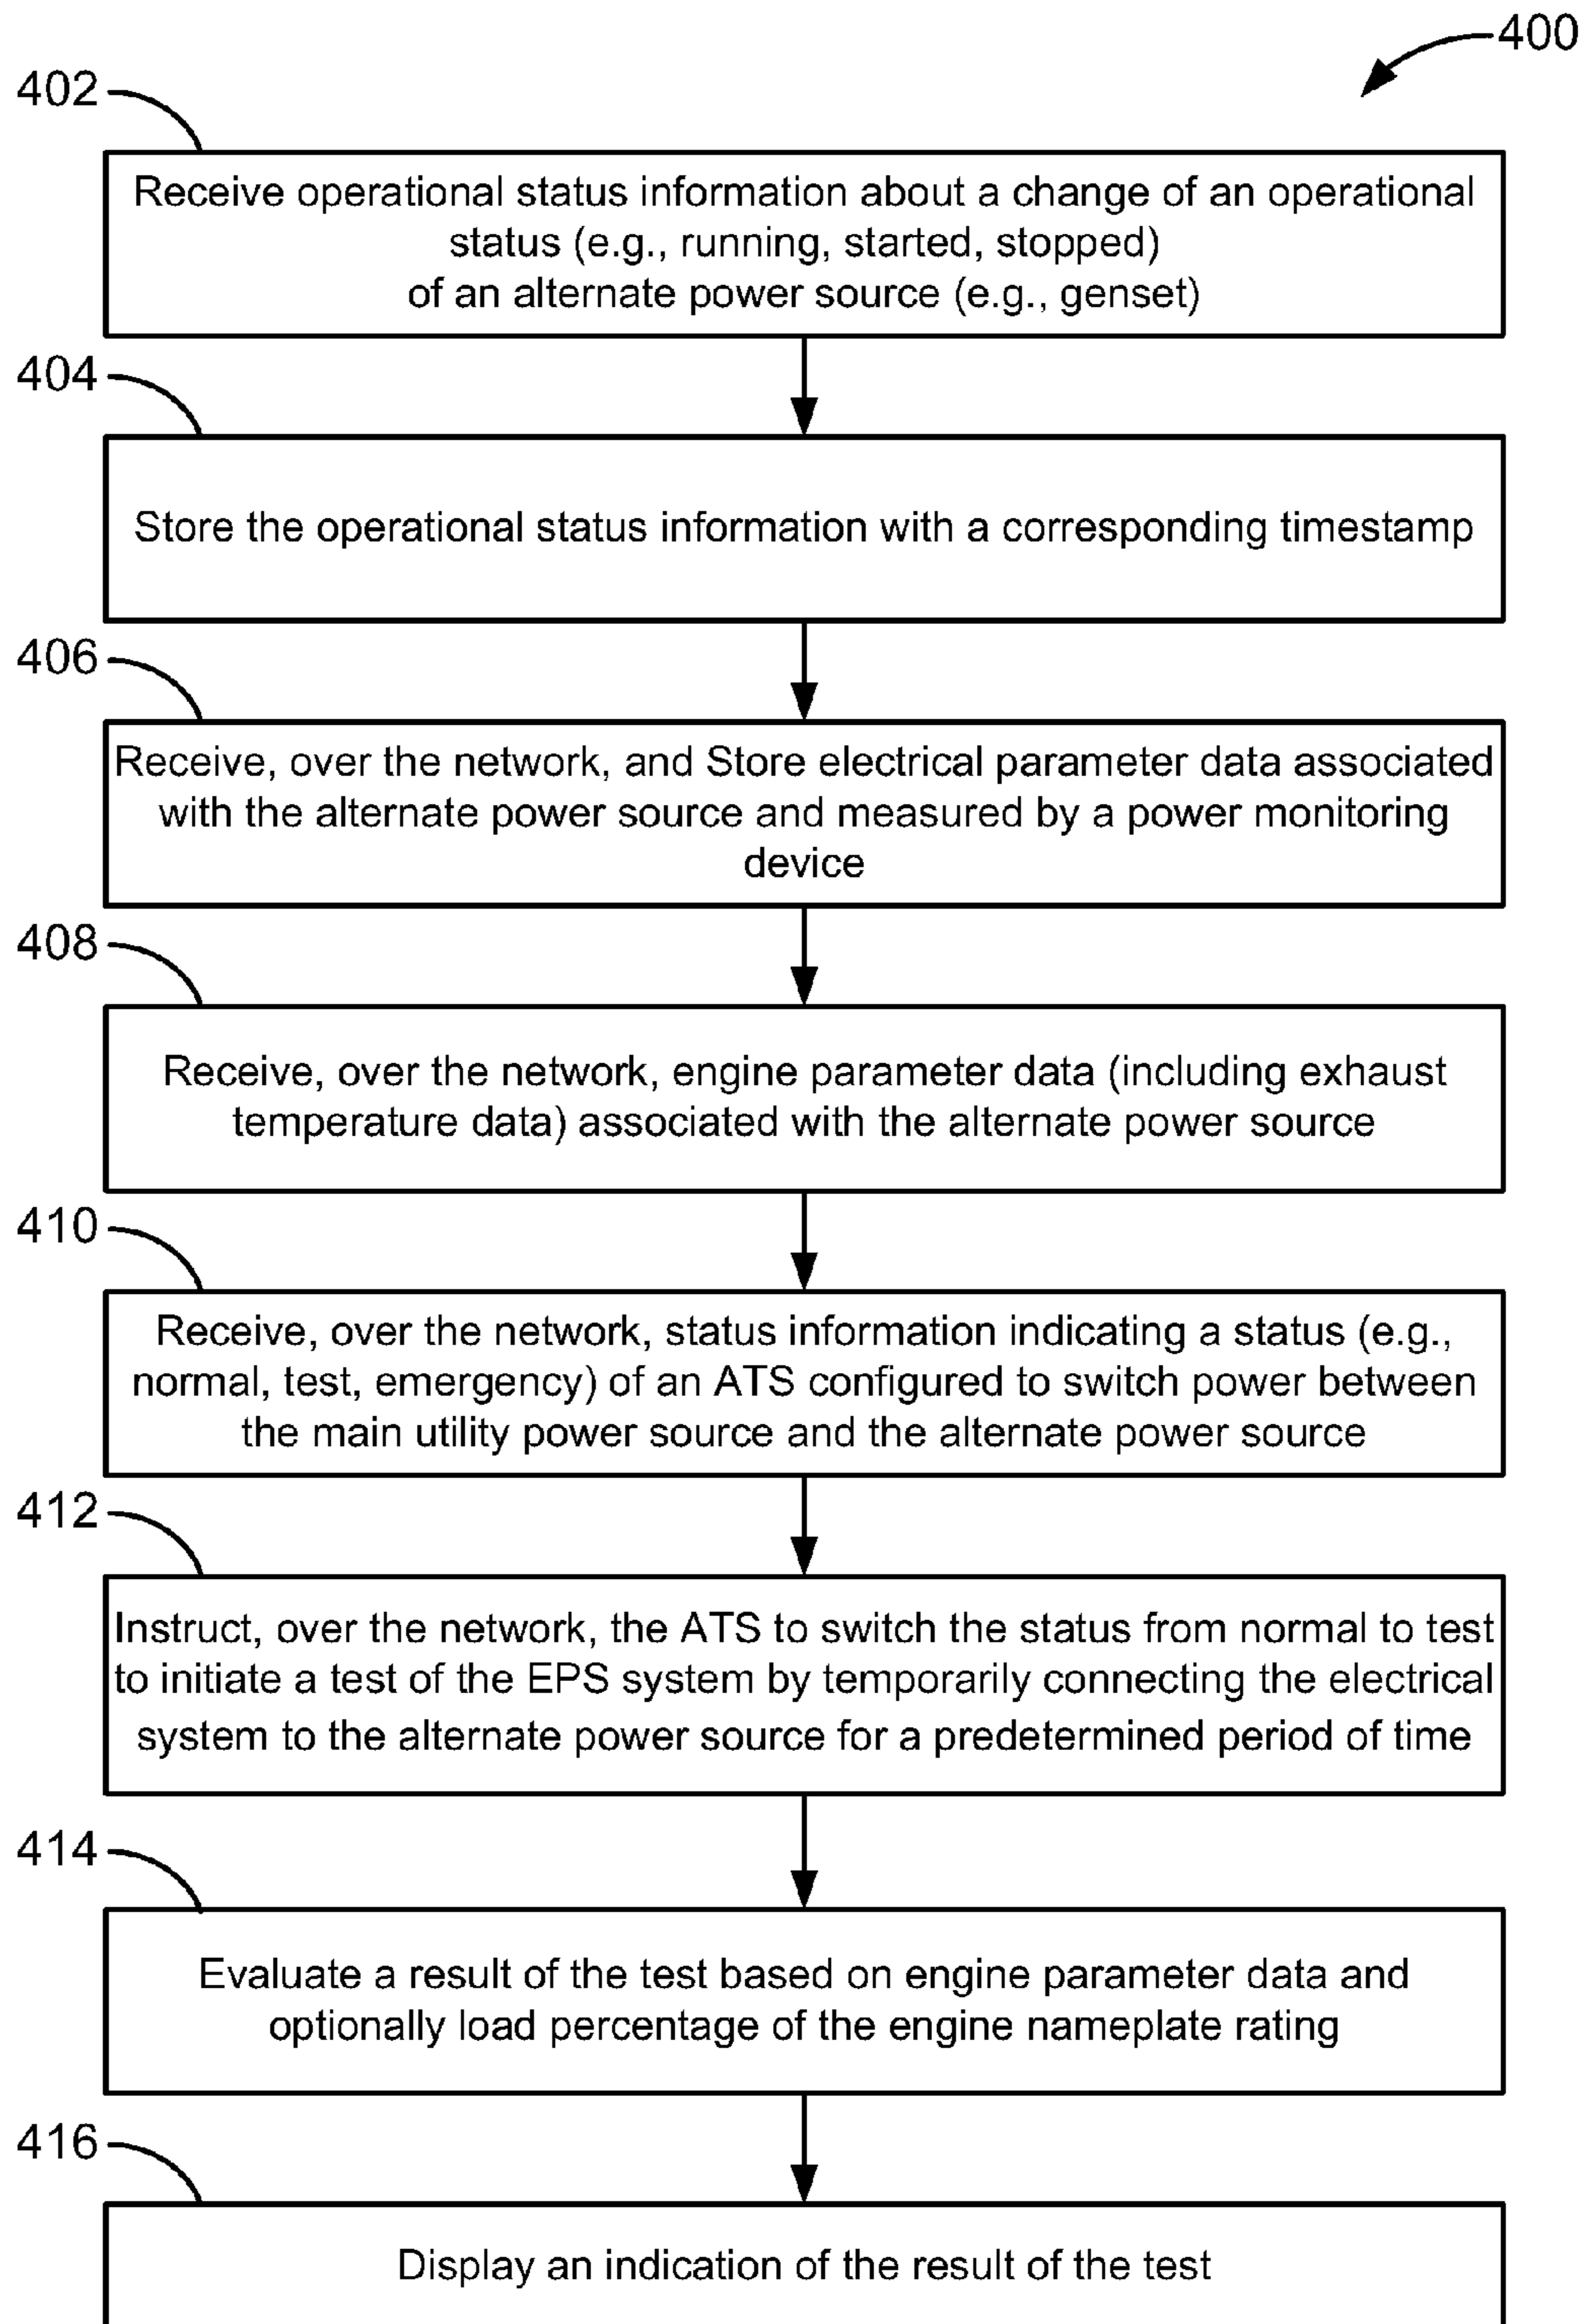 400
402
Receive operational status information about a change of an operational
status (e.g., running, started, stopped)
of an alternate power source (e.g., genset)
404
Store the operational status information with a corresponding timestamp
406
Receive, over the network, and Store electrical parameter data associated
with the alternate power source and measured by a power monitoring
device
408
Receive, over the network, engine parameter data (including exhaust
temperature data) associated with the alternate power source
410
Receive, over the network, status information indicating a status (e.g.,
normal, test, emergency) of an ATS configured to switch power between
the main utility power source and the alternate power source
412
Instruct, over the network, the ATS to switch the status from normal to test
to initiate a test of the EPS system by temporarily connecting the electrical
system to the alternate power source for a predetermined period of time
414
Evaluate a result of the test based on engine parameter data and
optionally load percentage of the engine nameplate rating
416
Display an indication of the result of the test